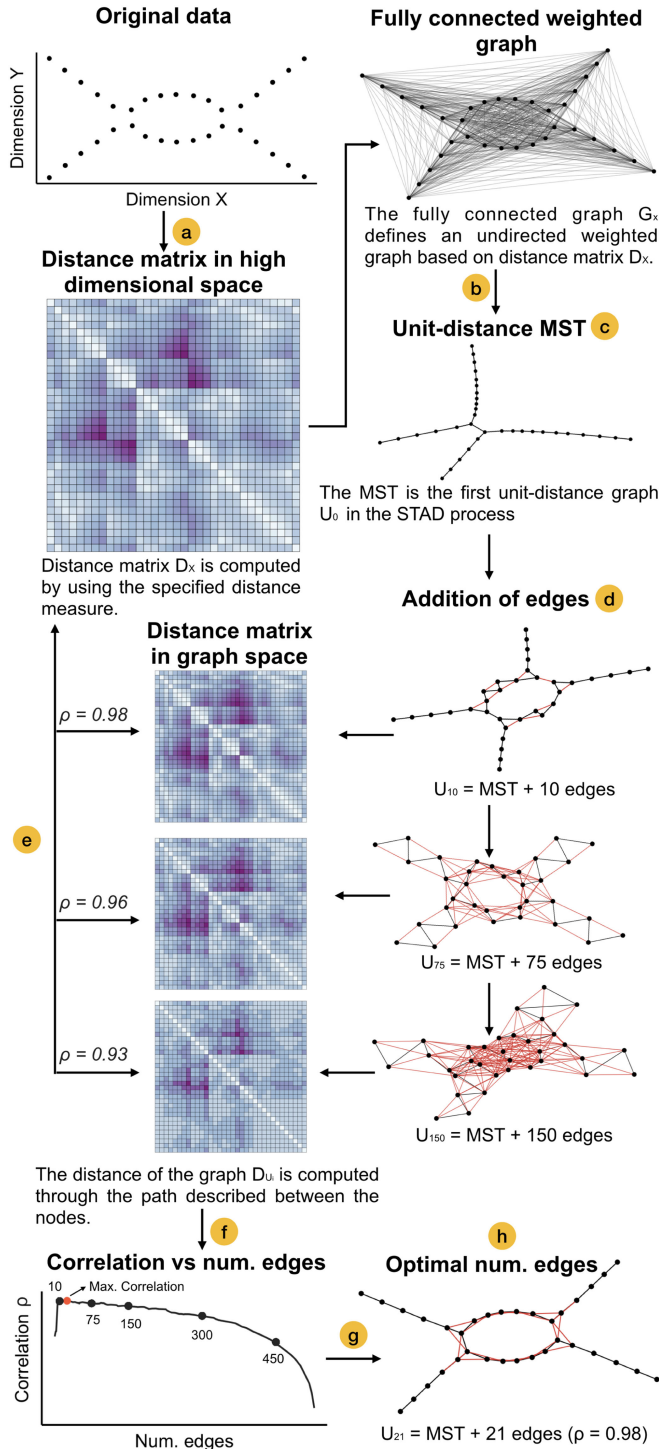 Original data
Dimension Y
Dimension X
a
Distance matrix in high
dimensional space
Distance matrix Dx is computed
by using the specified distance
measure.
Fully connected weighted
graph
The fully connected graph Gx
defines an undirected weighted
graph based on distance matrix Dx.
b
Unit-distance MST
c
The MST is the first unit-distance graph
U0 in the STAD process
Addition of edges
d
Distance matrix
in graph space
ρ = 0.98
U10 = MST + 10 edges
e
ρ = 0.96
U75 = MST + 75 edges
ρ = 0.93
U150 = MST + 150 edges
The distance of the graph DUi is computed
through the path described between the
nodes.
f
Correlation vs num. edges
Correlation ρ
10
Max. Correlation
75
150
300
450
Num. edges
g
h
Optimal num. edges
U21 = MST + 21 edges (ρ = 0.98)